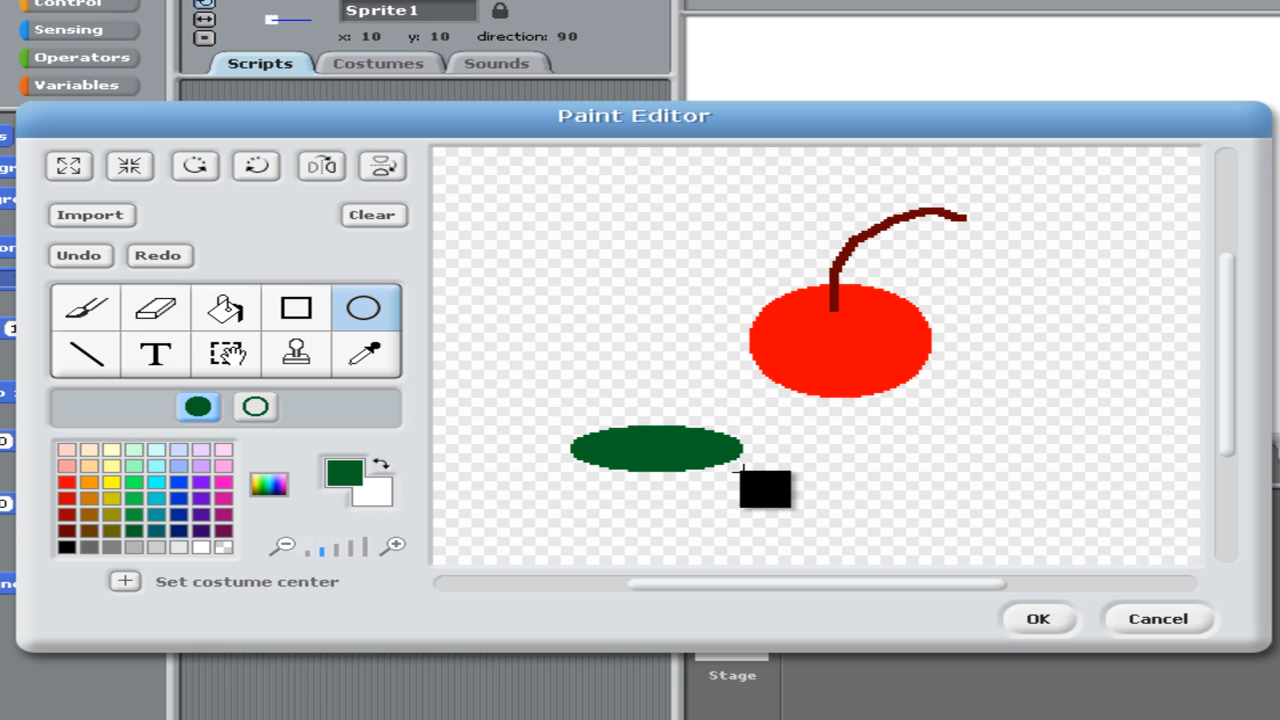 Control
Sprite1
Sensing
x: 10 y: 10 direction: 90
Operators
Scripts Costumes Sounds
Variables
Paint Editor
Import Clear
Undo Redo
T
Set costume center
OK Cancel
Stage